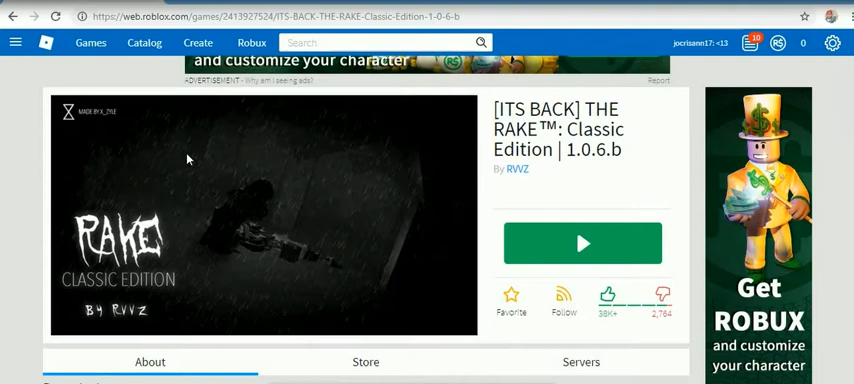 https://web.roblox.com/games/2413927524/ITS-BACK-THE-RAKE-Classic-Edition-1-0-6-b
Games
Catalog
Create
Robux
Search
jocrisann17: <13
10
0
and customize your character
ADVERTISEMENT - Why am I seeing ads?
Report
MADE BY X_ZYLE
RAKE
CLASSIC EDITION
BY RVVZ
[ITS BACK] THE
RAKE™: Classic
Edition | 1.0.6.b
By RVVZ
Favorite
Follow
38K+
2,764
Get
ROBUX
and customize
your character
About
Store
Servers